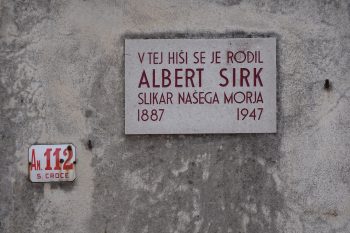 V TEJ HIŠI SE JE RODIL
ALBERT SIRK
SLIKAR NAŠEGA MORJA
1887 1947
AN. 112
S. CROCE